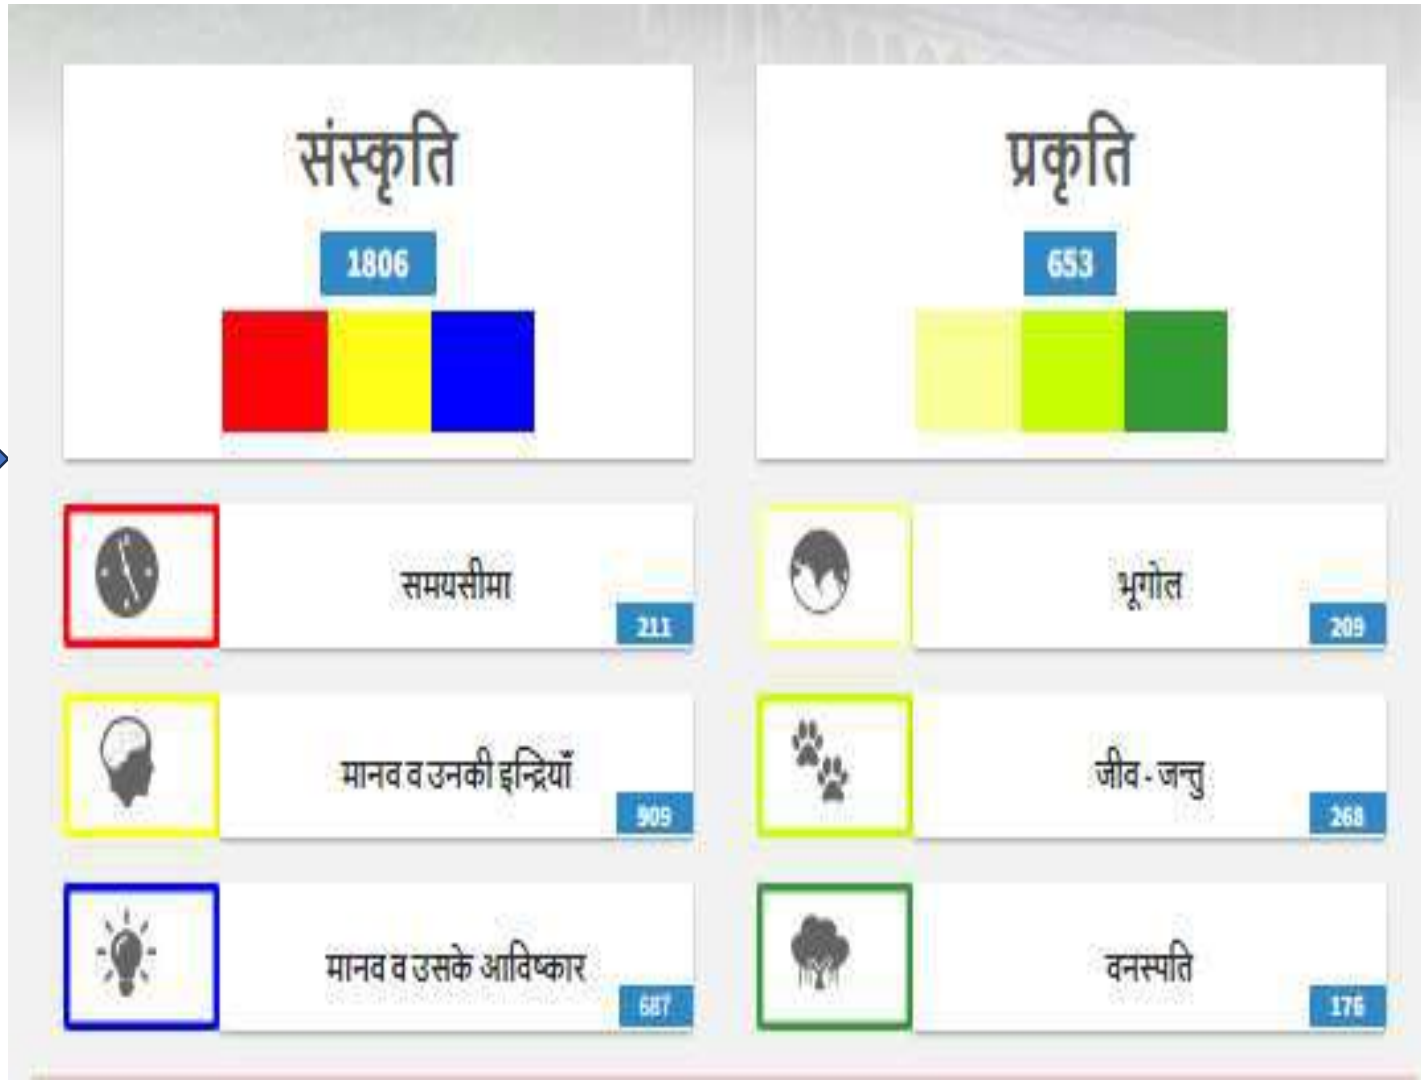 संस्कृति
1806
प्रकृति
653
समयसीमा
211
भूगोल
209
मानव व उनकी इन्द्रियाँ
909
जीव - जन्तु
268
मानव व उसके आविष्कार
687
वनस्पति
176